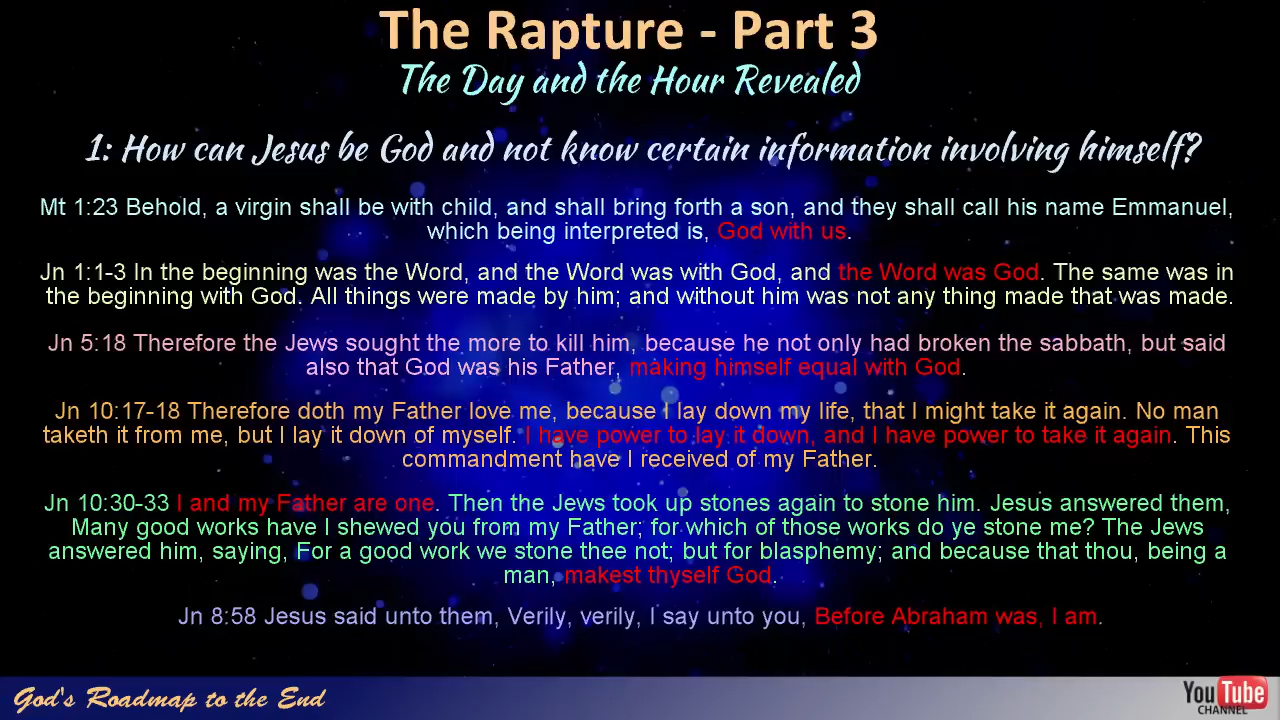 The Rapture - Part 3
The Day and the Hour Revealed
1: How can Jesus be God and not know certain information involving himself?
Mt 1:23 Behold, a virgin shall be with child, and shall bring forth a son, and they shall call his name Emmanuel,
which being interpreted is, God with us.
Jn 1:1-3 In the beginning was the Word, and the Word was with God, and the Word was God. The same was in
the beginning with God. All things were made by him; and without him was not any thing made that was made.
Jn 5:18 Therefore the Jews sought the more to kill him, because he not only had broken the sabbath, but said
also that God was his Father, making himself equal with God.
Jn 10:17-18 Therefore doth my Father love me, because I lay down my life, that I might take it again. No man
taketh it from me, but I lay it down of myself. I have power to lay it down, and I have power to take it again. This
commandment have I received of my Father.
Jn 10:30-33 I and my Father are one. Then the Jews took up stones again to stone him. Jesus answered them,
Many good works have I shewed you from my Father; for which of those works do ye stone me? The Jews
answered him, saying, For a good work we stone thee not; but for blasphemy; and because that thou, being a
man, makest thyself God.
Jn 8:58 Jesus said unto them, Verily, verily, I say unto you, Before Abraham was, I am.
God's Roadmap to the End
YouTube
CHANNEL